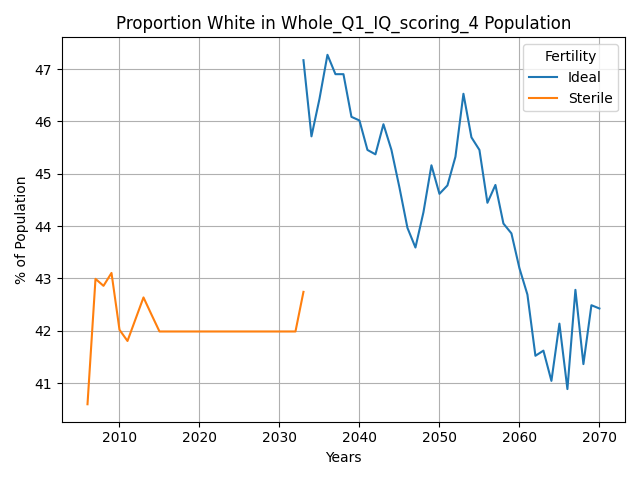 Proportion White in Whole_Q1_IQ_scoring_4 Population
Fertility
Ideal
Sterile
% of Population
47
46
45
44
43
42
41
2010
2020
2030
2040
2050
2060
2070
Years